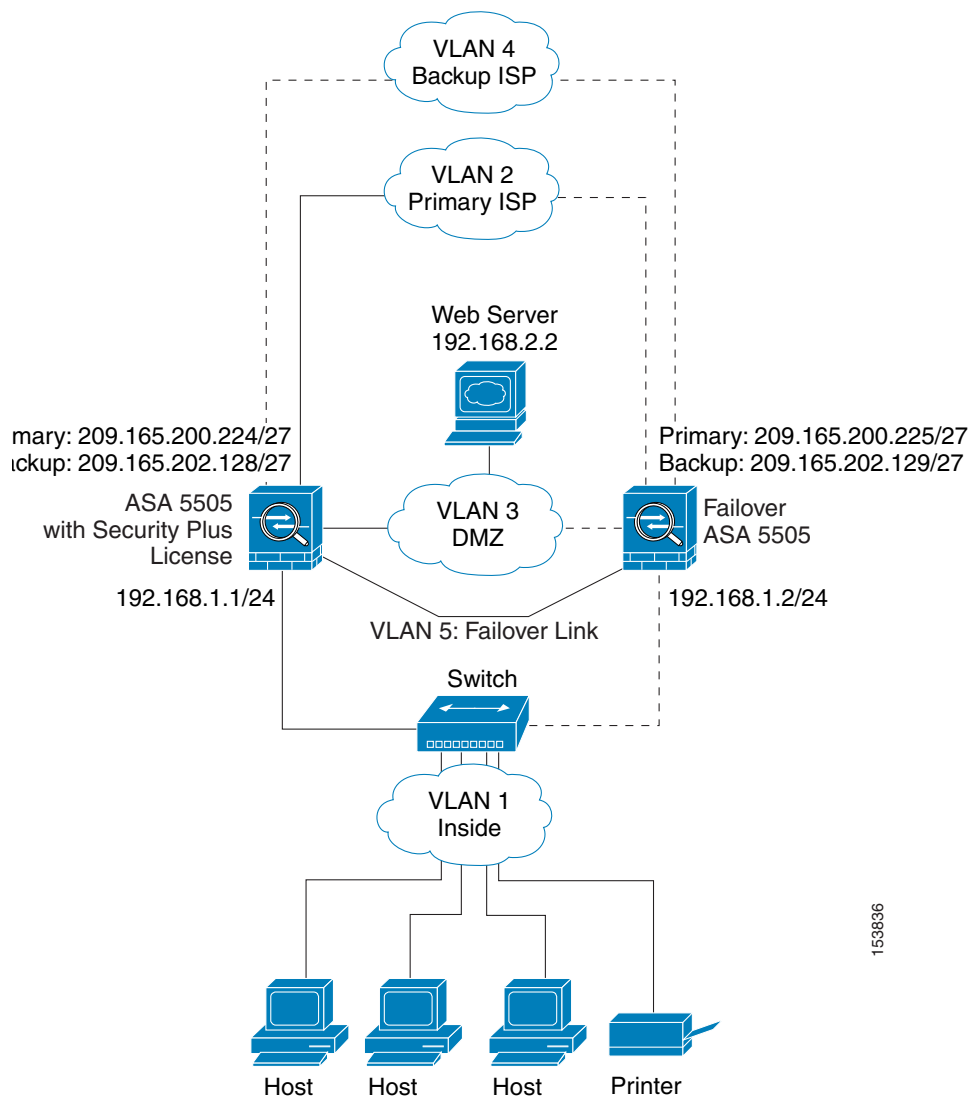 VLAN 4
Backup ISP
VLAN 2
Primary ISP
Web Server
192.168.2.2
mary: 209.165.200.224/27
ckup: 209.165.202.128/27
Primary: 209.165.200.225/27
Backup: 209.165.202.129/27
ASA 5505
with Security Plus
License
VLAN 3
DMZ
Failover
ASA 5505
192.168.1.1/24
192.168.1.2/24
VLAN 5: Failover Link
Switch
VLAN 1
Inside
153836
Host
Host
Host
Printer